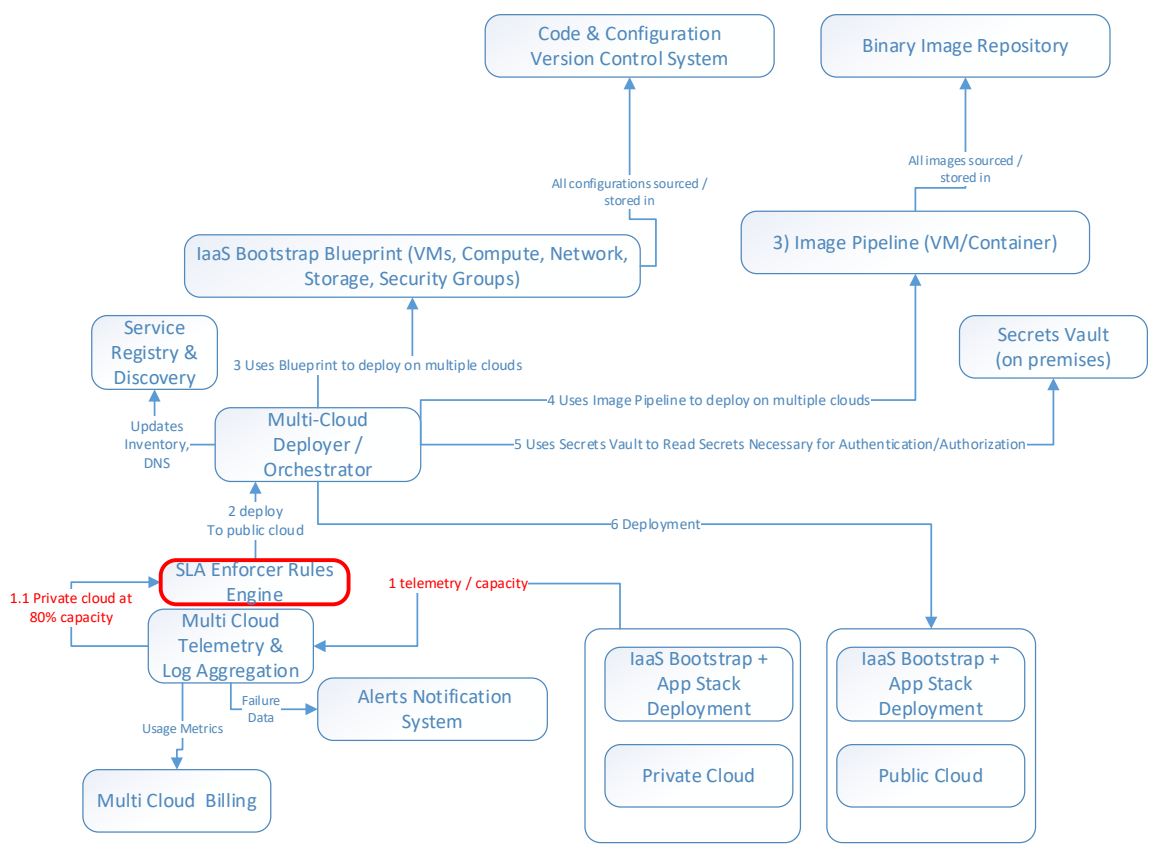 Code & Configuration
Version Control System
Binary Image Repository
All images sourced /
stored in
All configurations sourced /
stored in
3) Image Pipeline (VM/Container)
IaaS Bootstrap Blueprint (VMs, Compute, Network,
Storage, Security Groups)
Service
Registry &
Discovery
Secrets Vault
(on premises)
3 Uses Blueprint to deploy on multiple clouds
4 Uses Image Pipeline to deploy on multiple clouds
Updates
Inventory,
DNS
Multi-Cloud
Deployer /
Orchestrator
5 Uses Secrets Vault to Read Secrets Necessary for Authentication/Authorization
2 deploy
To public cloud
6 Deployment
SLA Enforcer Rules
Engine
1 telemetry / capacity
1.1 Private cloud at
80% capacity
Multi Cloud
Telemetry &
Log Aggregation
IaaS Bootstrap +
App Stack
Deployment
IaaS Bootstrap +
App Stack
Deployment
Failure
Data
Alerts Notification
System
Usage Metrics
Private Cloud
Public Cloud
Multi Cloud Billing